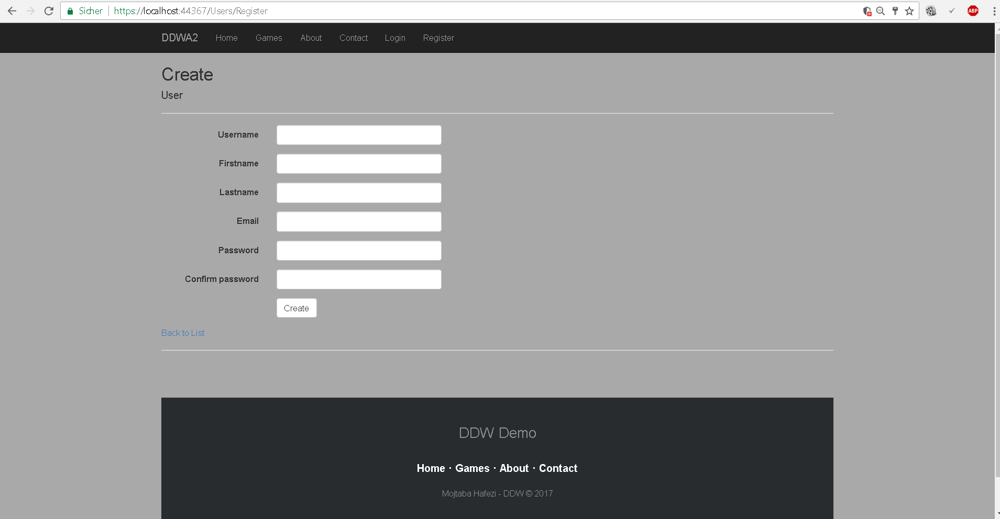 Sicher https://localhost:44367/Users/Register
ABP
DDWA2 Home Games About Contact Login Register
Create
User
Username
Firstname
Lastname
Email
Password
Confirm password
Create
Back to List
DDW Demo
Home · Games · About · Contact
Mojtaba Hafezi - DDW © 2017